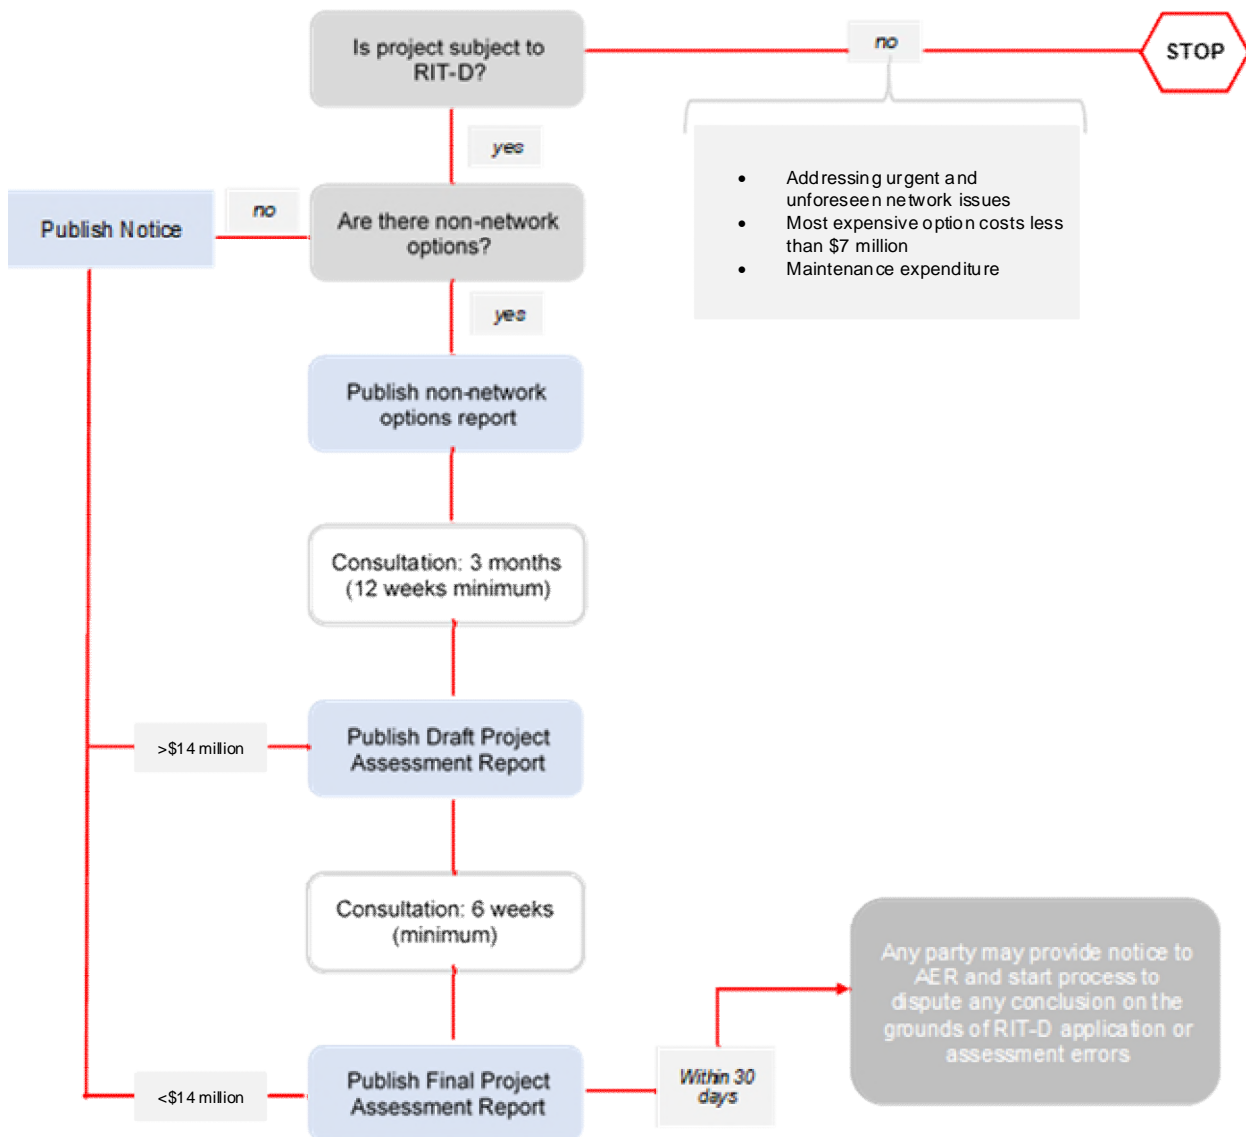 Is project subject to
RIT-D?
no
STOP
yes
• Addressing urgent and
unforeseen network issues
• Most expensive option costs less
than $7 million
• Maintenance expenditure
Publish Notice
no
Are there non-network
options?
yes
Publish non-network
options report
Consultation: 3 months
(12 weeks minimum)
>$14 million
Publish Draft Project
Assessment Report
Consultation: 6 weeks
(minimum)
Any party may provide notice to
AER and start process to
dispute any conclusion on the
grounds of RIT-D application or
assessment errors
<$14 million
Publish Final Project
Assessment Report
Within 30
days